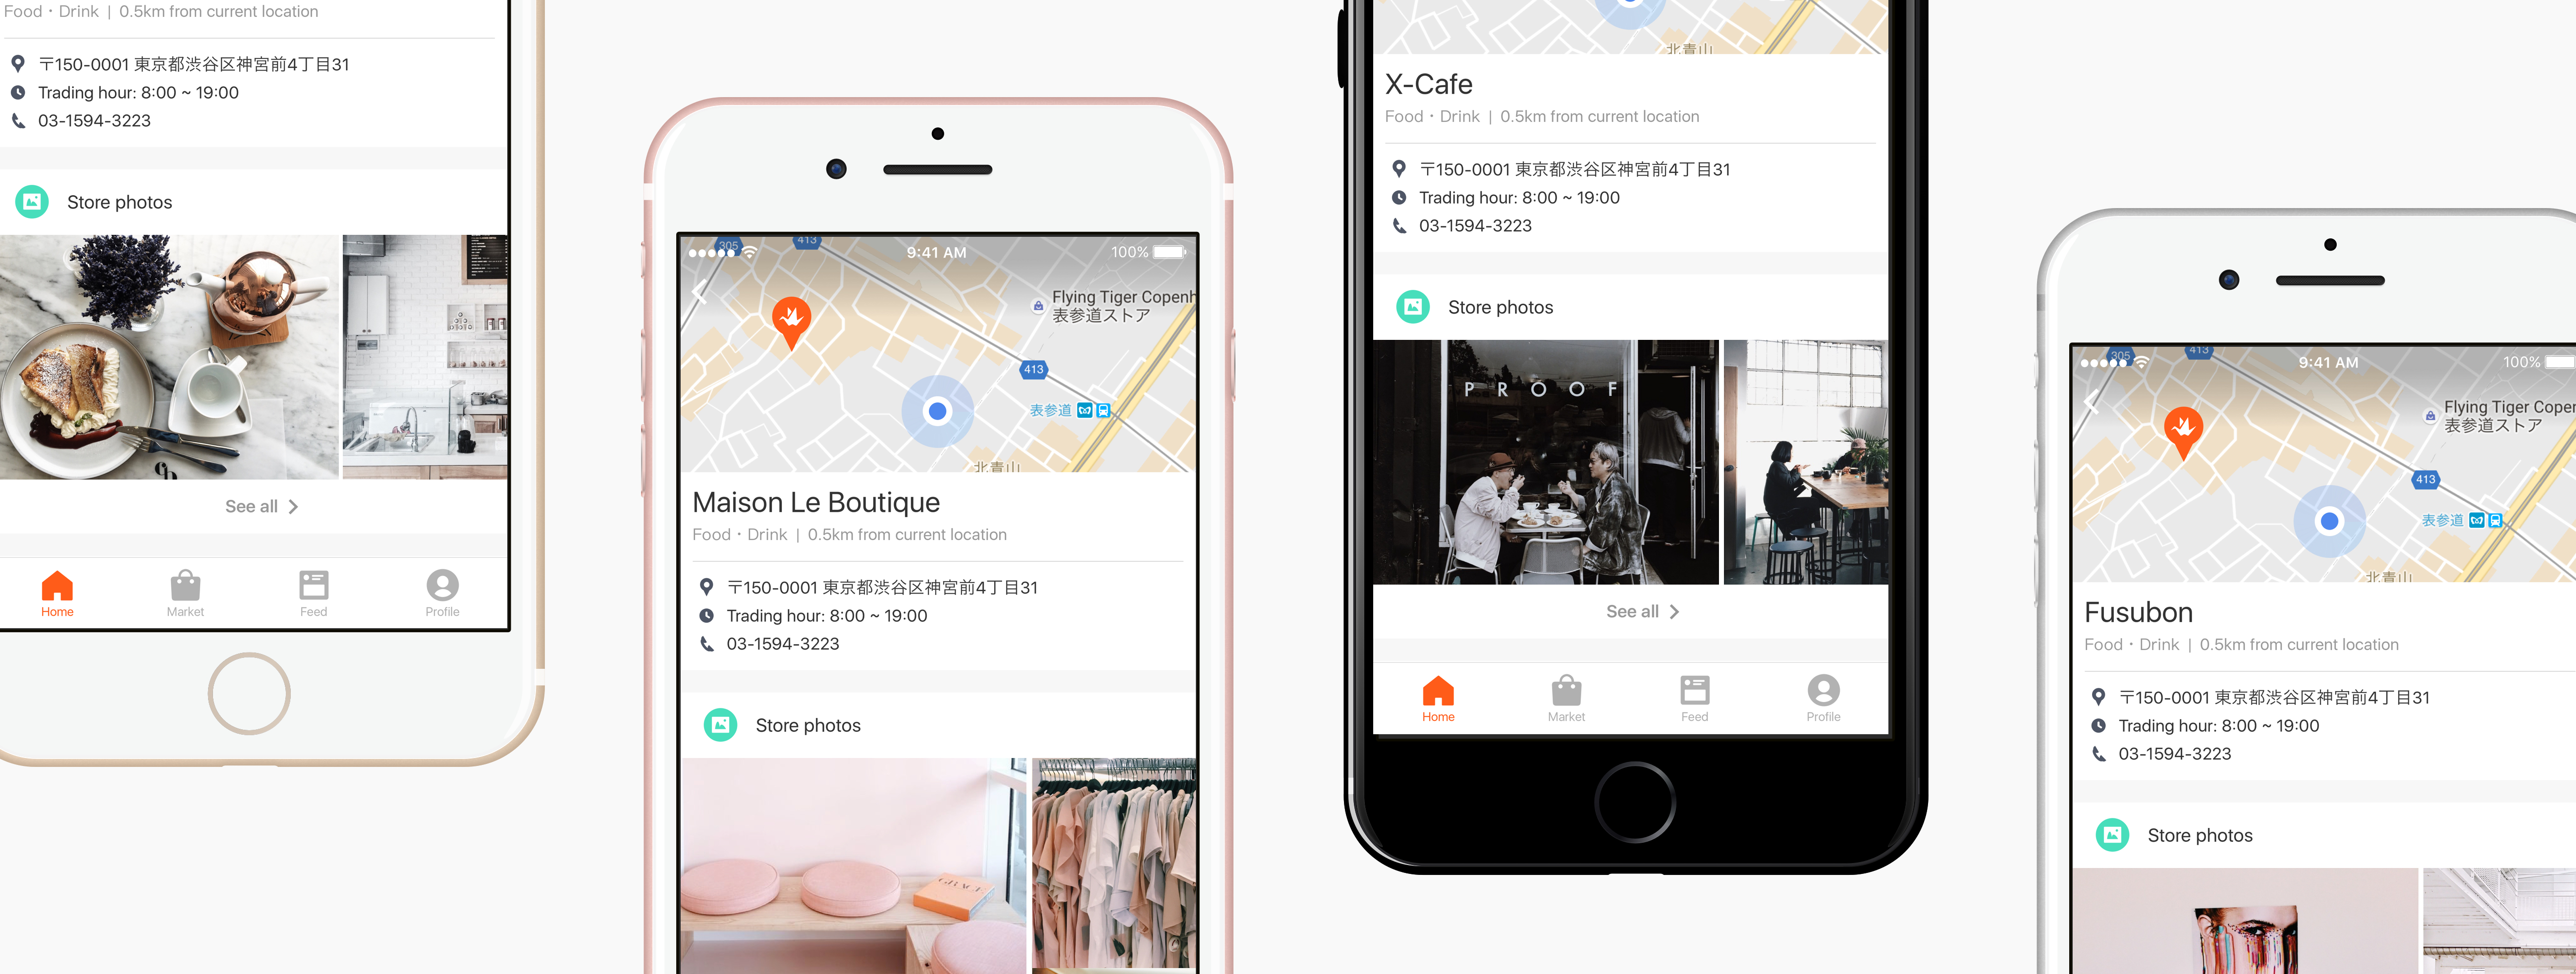 Food・Drink | 0.5km from current location
〒150-0001 東京都渋谷区神宮前4丁目31
Trading hour: 8:00 ~ 19:00
03-1594-3223
Store photos
See all
Home
Market
Feed
Profile
305
413
9:41 AM
100%
Flying Tiger Copenh
表参道ストア
413
表参道
北青山
Maison Le Boutique
Food・Drink | 0.5km from current location
〒150-0001 東京都渋谷区神宮前4丁目31
Trading hour: 8:00 ~ 19:00
03-1594-3223
Store photos
GRACE
北青山
X-Cafe
Food・Drink | 0.5km from current location
〒150-0001 東京都渋谷区神宮前4丁目31
Trading hour: 8:00 ~ 19:00
03-1594-3223
Store photos
PROOF
See all
Home
Market
Feed
Profile
305
413
9:41 AM
100%
Flying Tiger Coper
表参道ストア
413
表参道
北青山
Fusubon
Food・Drink | 0.5km from current location
〒150-0001 東京都渋谷区神宮前4丁目31
Trading hour: 8:00 ~ 19:00
03-1594-3223
Store photos